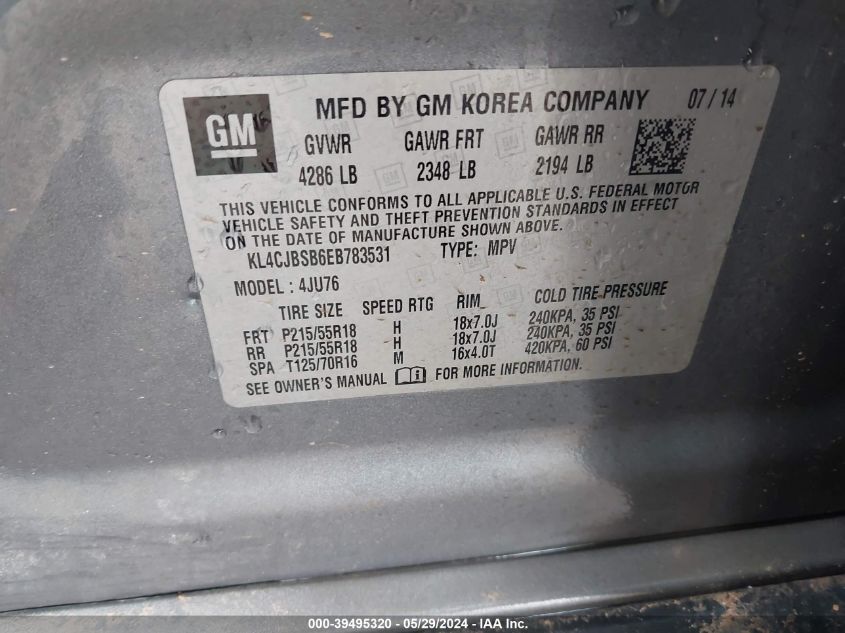 GM
MFD BY GM KOREA COMPANY 07 / 14
GVWR GAWR FRT GAWR RR
4286 LB 2348 LB 2194 LB
THIS VEHICLE CONFORMS TO ALL APPLICABLE U.S. FEDERAL MOTOR
VEHICLE SAFETY AND THEFT PREVENTION STANDARDS IN EFFECT
ON THE DATE OF MANUFACTURE SHOWN ABOVE.
KL4CJBSB6EB783531 TYPE: MPV
MODEL : 4JU76
TIRE SIZE SPEED RTG RIM COLD TIRE PRESSURE
FRT P215/55R18 H 18x7.0J 240KPA, 35 PSI
RR P215/55R18 H 18x7.0J 240KPA, 35 PSI
SPA T125/70R16 M 16x4.0T 420KPA, 60 PSI
SEE OWNER'S MANUAL FOR MORE INFORMATION.
000-39495320 - 05/29/2024 - IAA Inc.